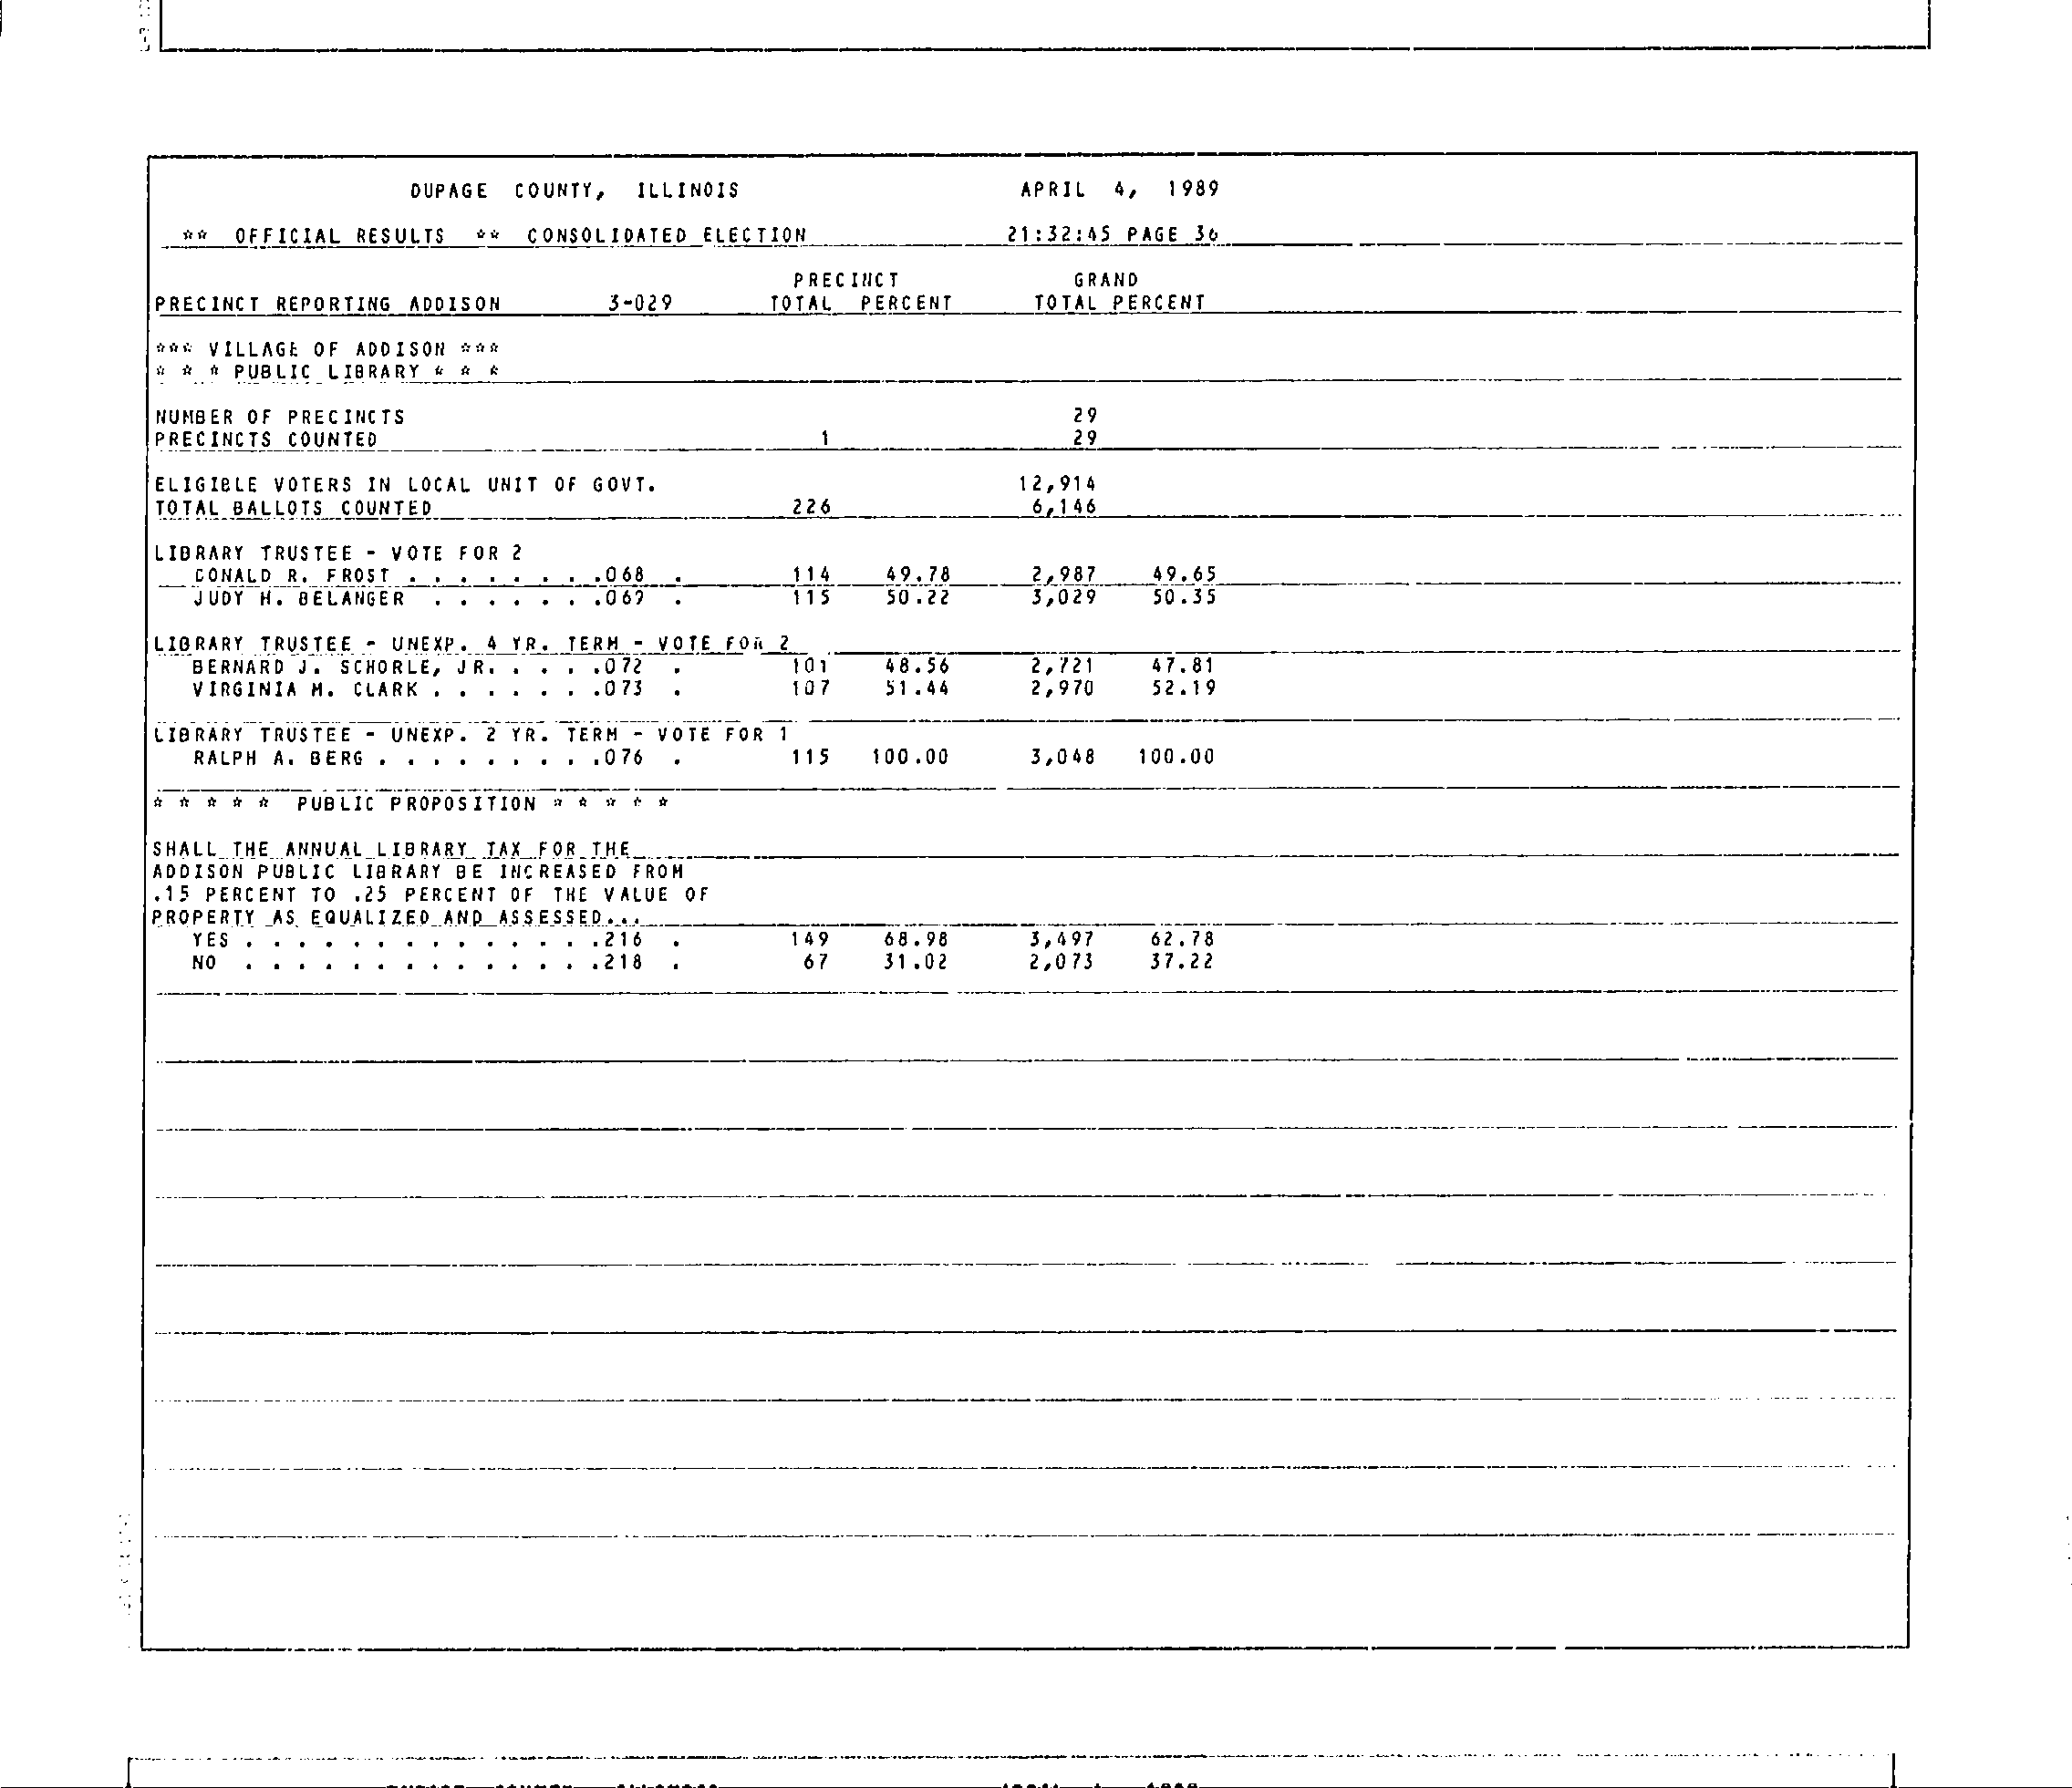 DUPAGE COUNTY, ILLINOIS APRIL 4, 1989
** OFFICIAL RESULTS ** CONSOLIDATED ELECTION 21:32:45 PAGE 36
PRECINCT GRAND
PRECINCT REPORTING ADDISON 3-029 TOTAL PERCENT TOTAL PERCENT
*** VILLAGE OF ADDISON ***
* * * PUBLIC LIBRARY * * *
NUMBER OF PRECINCTS 29
PRECINCTS COUNTED 1 29
ELIGIBLE VOTERS IN LOCAL UNIT OF GOVT. 12,914
TOTAL BALLOTS COUNTED 226 6,146
LIBRARY TRUSTEE - VOTE FOR 2
DONALD R. FROST . . . . . . . .068 . 114 49.78 2,987 49.65
JUDY H. BELANGER . . . . . . .069 . 115 50.22 3,029 50.35
LIBRARY TRUSTEE - UNEXP. 4 YR. TERM - VOTE FOR 2
BERNARD J. SCHORLE, JR. . . . .072 . 101 48.56 2,721 47.81
VIRGINIA M. CLARK . . . . . . .073 . 107 51.44 2,970 52.19
LIBRARY TRUSTEE - UNEXP. 2 YR. TERM - VOTE FOR 1
RALPH A. BERG . . . . . . . . .076 . 115 100.00 3,048 100.00
* * * * * PUBLIC PROPOSITION * * * * *
SHALL THE ANNUAL LIBRARY TAX FOR THE
ADDISON PUBLIC LIBRARY BE INCREASED FROM
.15 PERCENT TO .25 PERCENT OF THE VALUE OF
PROPERTY AS EQUALIZED AND ASSESSED...
YES . . . . . . . . . . . . . .216 . 149 68.98 3,497 62.78
NO . . . . . . . . . . . . . .218 . 67 31.02 2,073 37.22